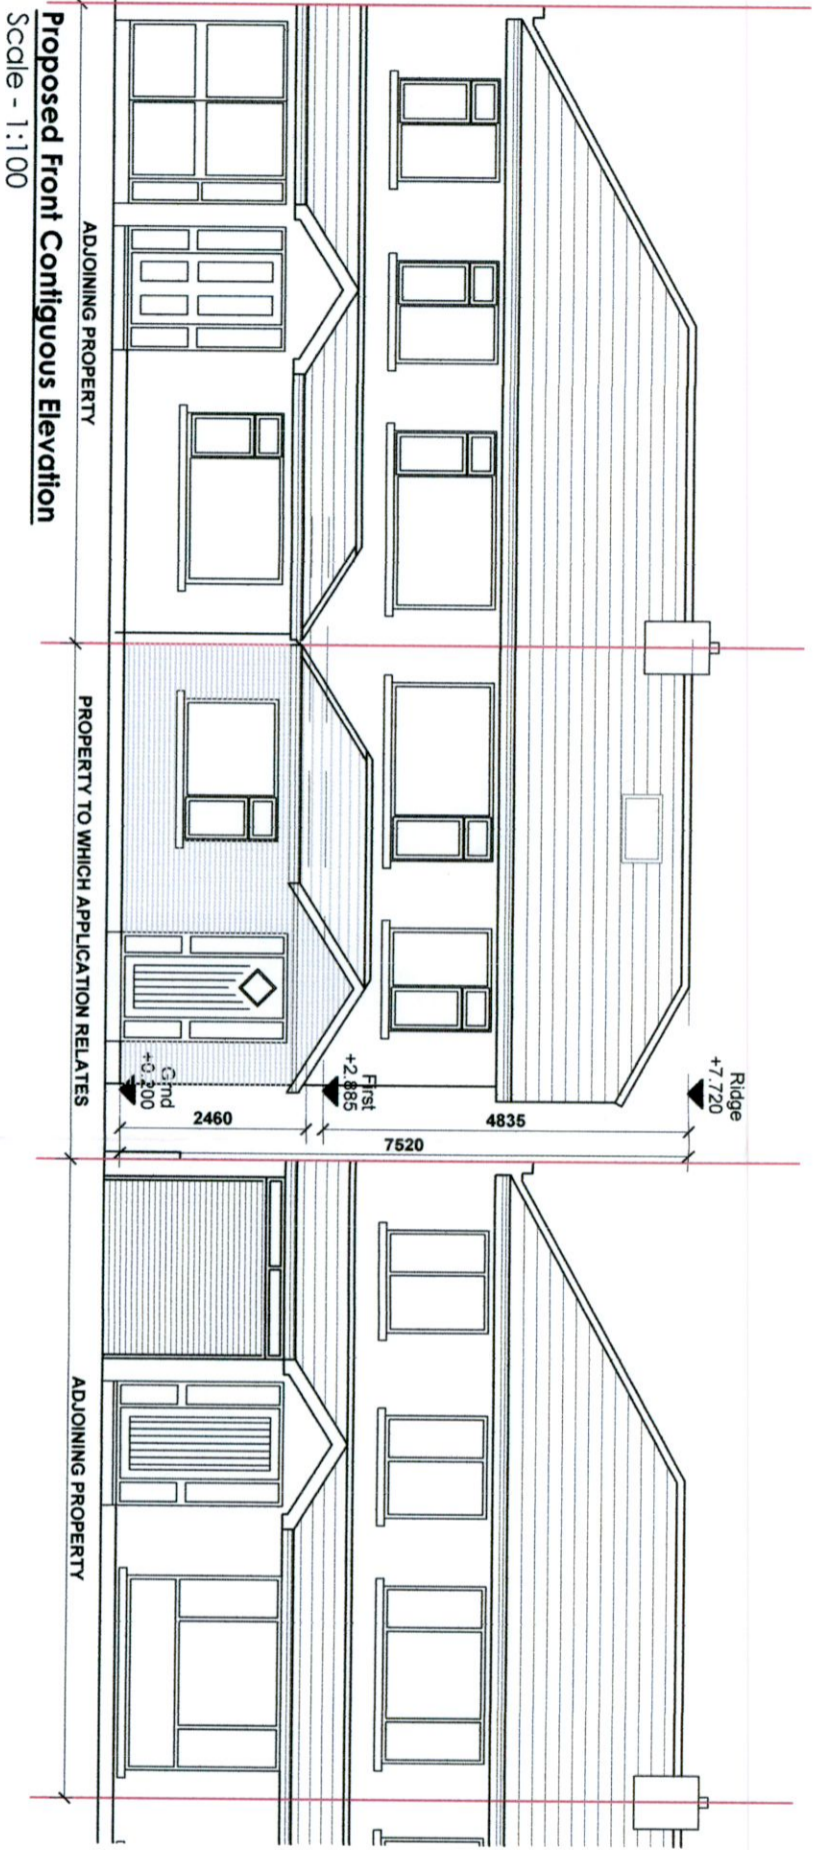 Ridge
+7.720
First
+2.885
Grnd
+0.200
4835
7520
2460
ADJOINING PROPERTY
PROPERTY TO WHICH APPLICATION RELATES
ADJOINING PROPERTY
Proposed Front Contiguous Elevation
Scale - 1:100